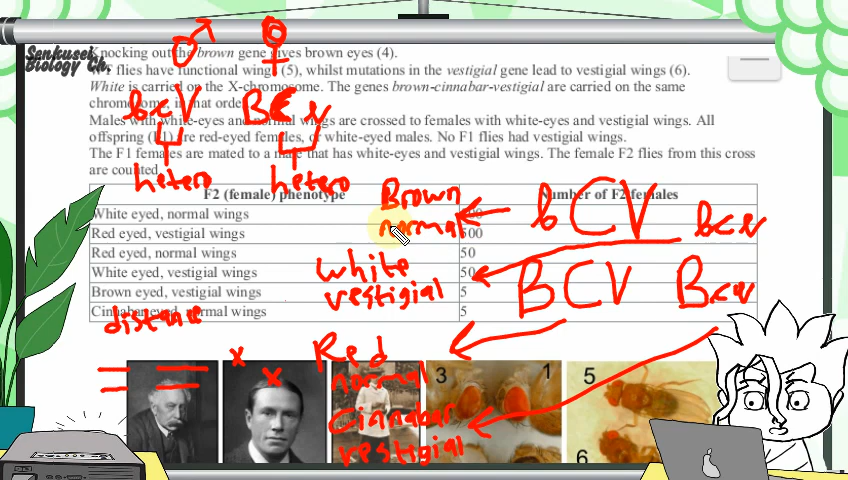 Senkusei
Biology Ch.
Knocking out the brown gene gives brown eyes (4).
flies have functional wings (5), whilst mutations in the vestigial gene lead to vestigial wings (6).
White is carried on the X-chromosome. The genes brown-cinnabar-vestigial are carried on the same
chromosome, in that order
Males with white-eyes and normal wings are crossed to females with white-eyes and vestigial wings. All
offspring (F1) are red-eyed females, or white-eyed males. No F1 flies had vestigial wings.
The F1 females are mated to a male that has white-eyes and vestigial wings. The female F2 flies from this cross
are counted
bcV
hetero
hetero
F2 (female) phenotype
Number of F2 females
White eyed, normal wings
Red eyed, vestigial wings 500
Red eyed, normal wings 50
White eyed, vestigial wings 50
Brown eyed, vestigial wings 5
Cinnabar eyed, normal wings 5
Brown
normal
bCV bcv
white
vestigial
BCV Bcv
distance
x x
Red
normal
Cinnabar
vestigial
3 1 5
6